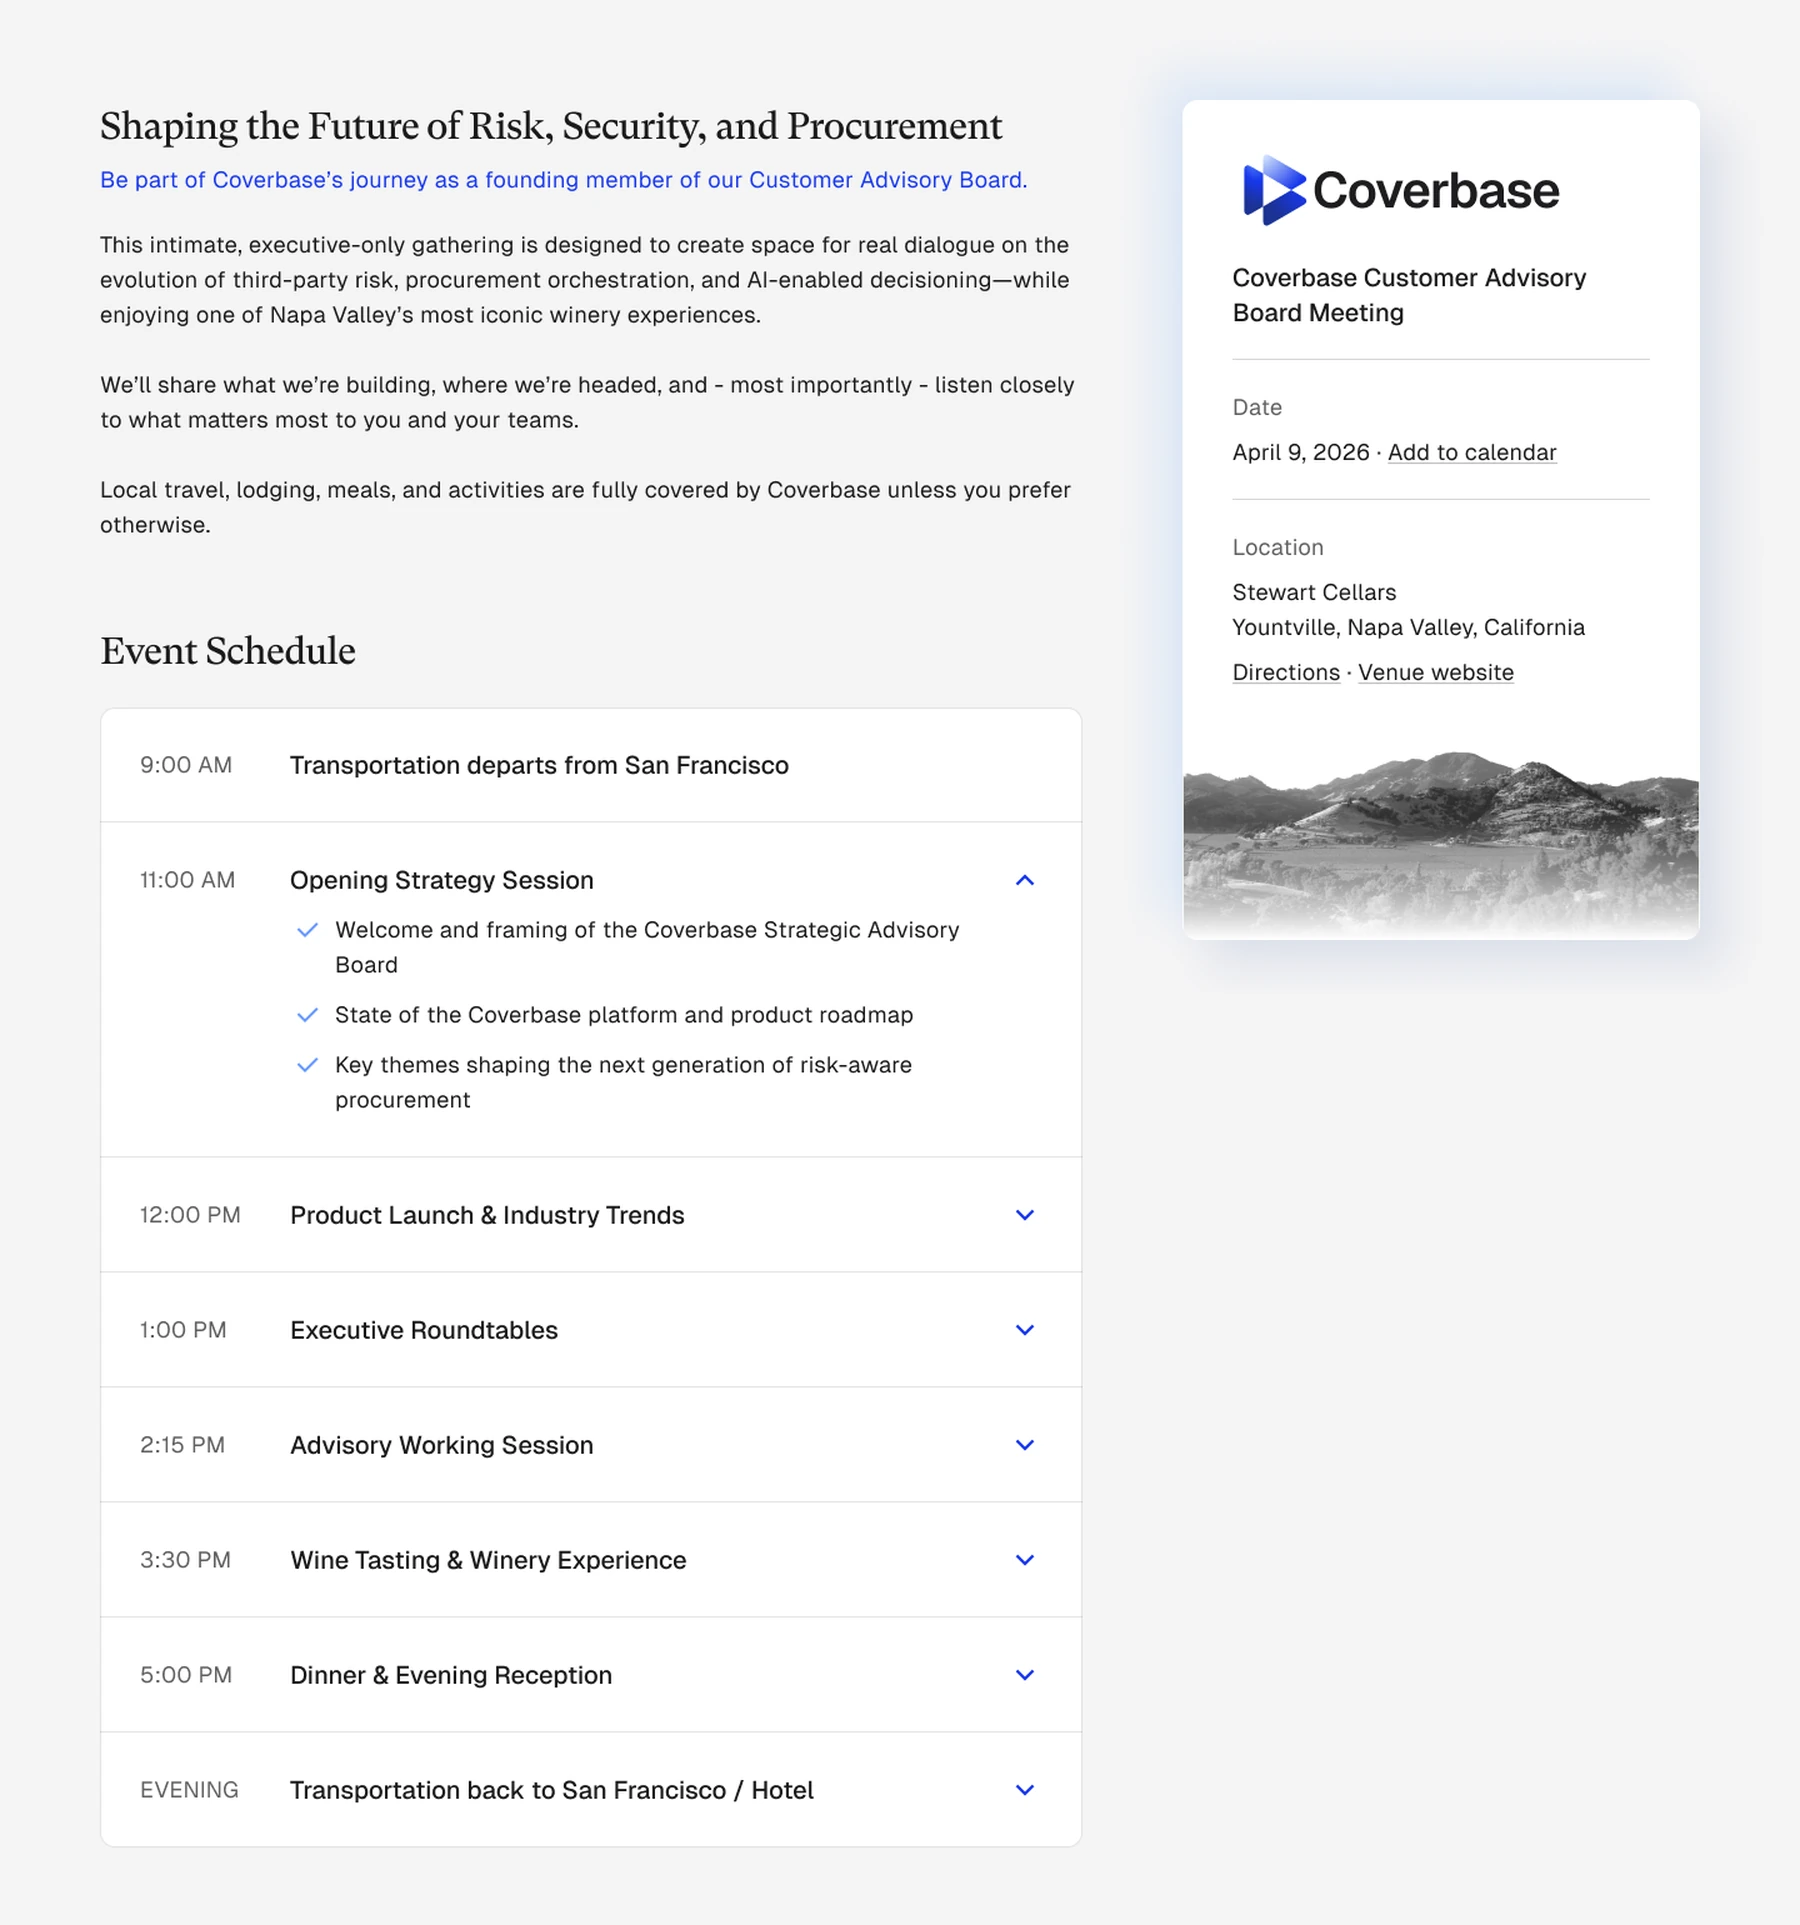 Shaping the Future of Risk, Security, and Procurement
Be part of Coverbase’s journey as a founding member of our Customer Advisory Board.
This intimate, executive-only gathering is designed to create space for real dialogue on the
evolution of third-party risk, procurement orchestration, and AI-enabled decisioning—while
enjoying one of Napa Valley’s most iconic winery experiences.
We’ll share what we’re building, where we’re headed, and - most importantly - listen closely
to what matters most to you and your teams.
Local travel, lodging, meals, and activities are fully covered by Coverbase unless you prefer
otherwise.
Event Schedule
9:00 AM Transportation departs from San Francisco
11:00 AM Opening Strategy Session
Welcome and framing of the Coverbase Strategic Advisory
Board
State of the Coverbase platform and product roadmap
Key themes shaping the next generation of risk-aware
procurement
12:00 PM Product Launch & Industry Trends
1:00 PM Executive Roundtables
2:15 PM Advisory Working Session
3:30 PM Wine Tasting & Winery Experience
5:00 PM Dinner & Evening Reception
EVENING Transportation back to San Francisco / Hotel
Coverbase
Coverbase Customer Advisory
Board Meeting
Date
April 9, 2026 · Add to calendar
Location
Stewart Cellars
Yountville, Napa Valley, California
Directions · Venue website